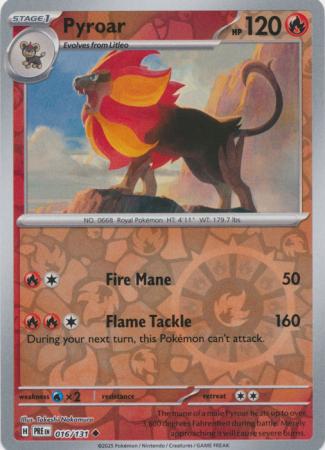 STAGE 1
Pyroar
HP 120
Evolves from Litleo
NO. 0668 Royal Pokémon HT: 4'11" WT: 179.7 lbs.
Fire Mane 50
Flame Tackle 160
During your next turn, this Pokémon can't attack.
weakness ×2 resistance retreat
Illus. Takeshi Nakamura
The mane of a male Pyroar heats up to over
3,600 degrees Fahrenheit during battle. Merely
approaching it will cause severe burns.
H PRE EN 016/131
©2025 Pokémon / Nintendo / Creatures / GAME FREAK